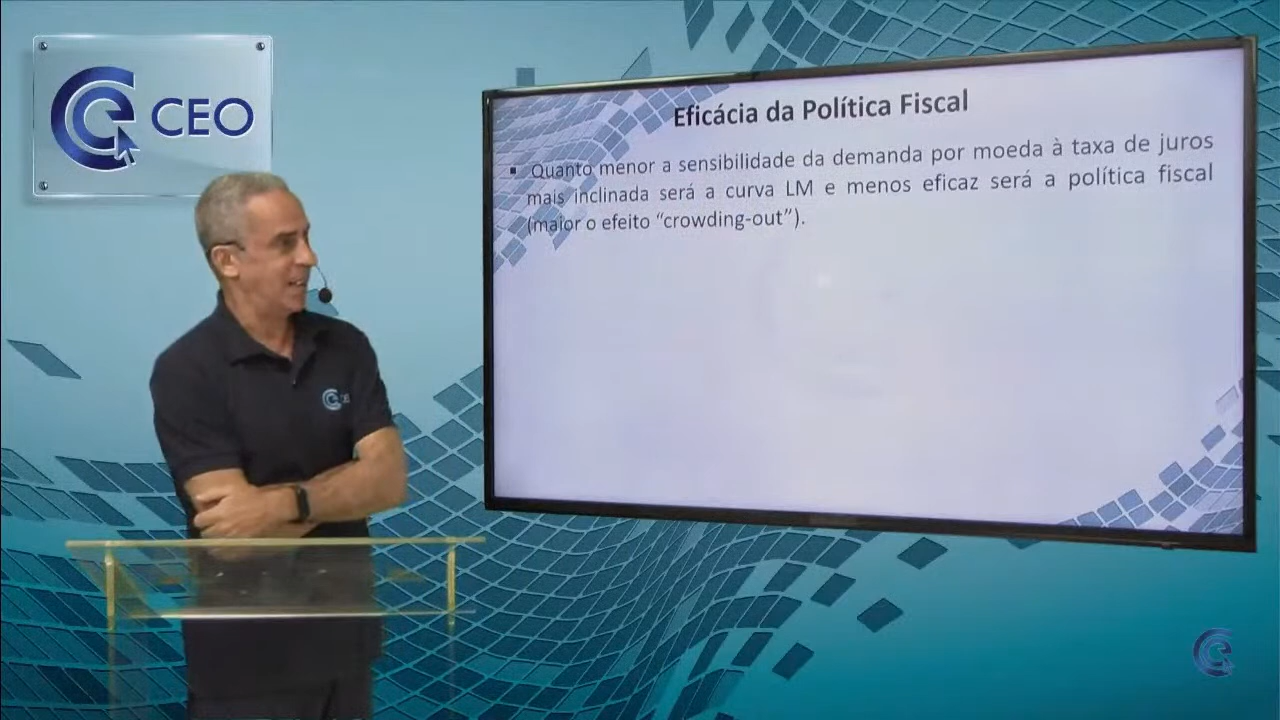 CEO
Eficácia da Política Fiscal
▪ Quanto menor a sensibilidade da demanda por moeda à taxa de juros
mais inclinada será a curva LM e menos eficaz será a política fiscal
(maior o efeito “crowding-out”).